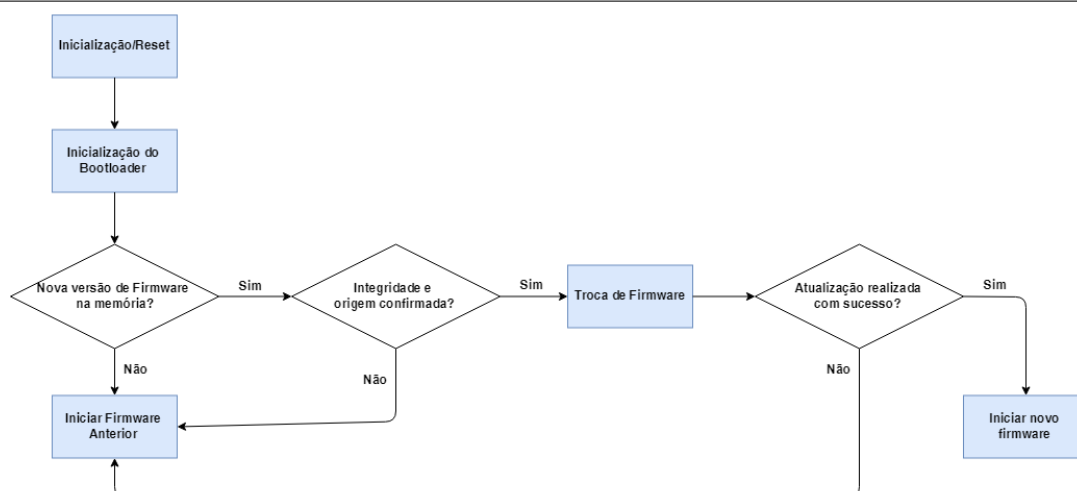 Inicialização/Reset
Inicialização do
Bootloader
Nova versão de Firmware
na memória?
Sim
Não
Integridade e
origem confirmada?
Sim
Não
Troca de Firmware
Atualização realizada
com sucesso?
Sim
Não
Iniciar Firmware
Anterior
Iniciar novo
firmware